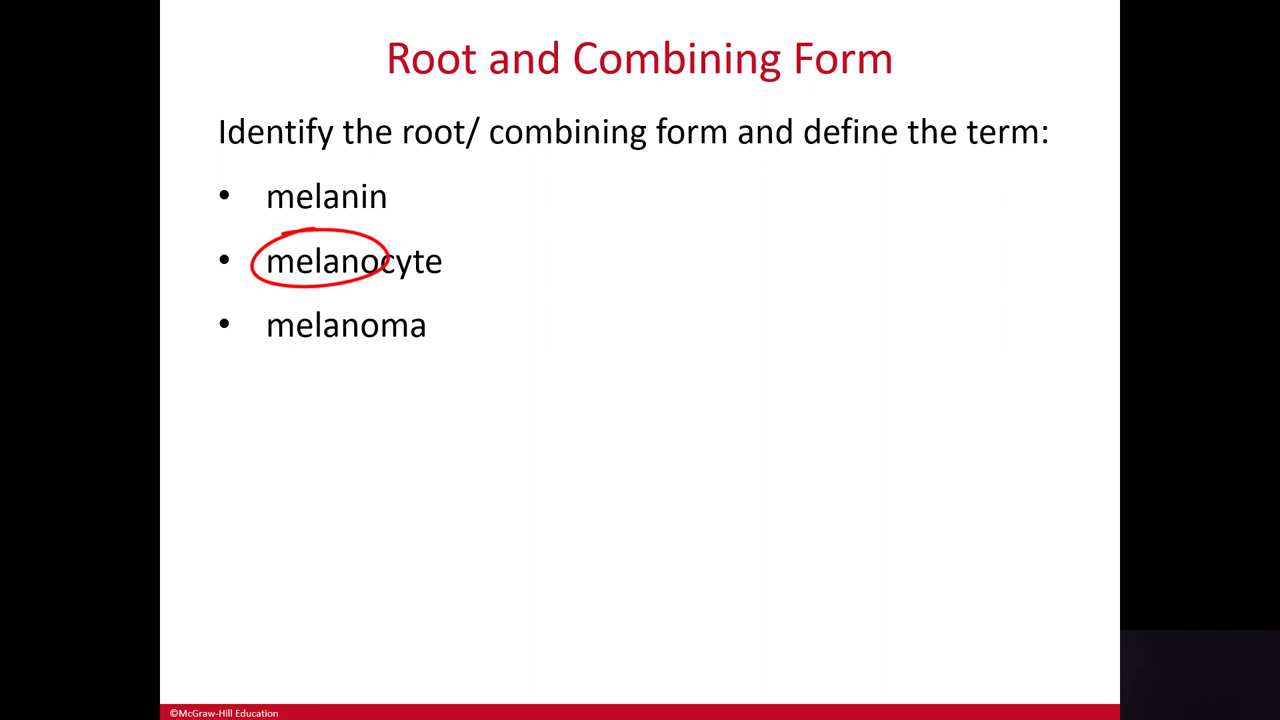 Root and Combining Form
Identify the root/ combining form and define the term:
• melanin
• melanocyte
• melanoma
©McGraw-Hill Education